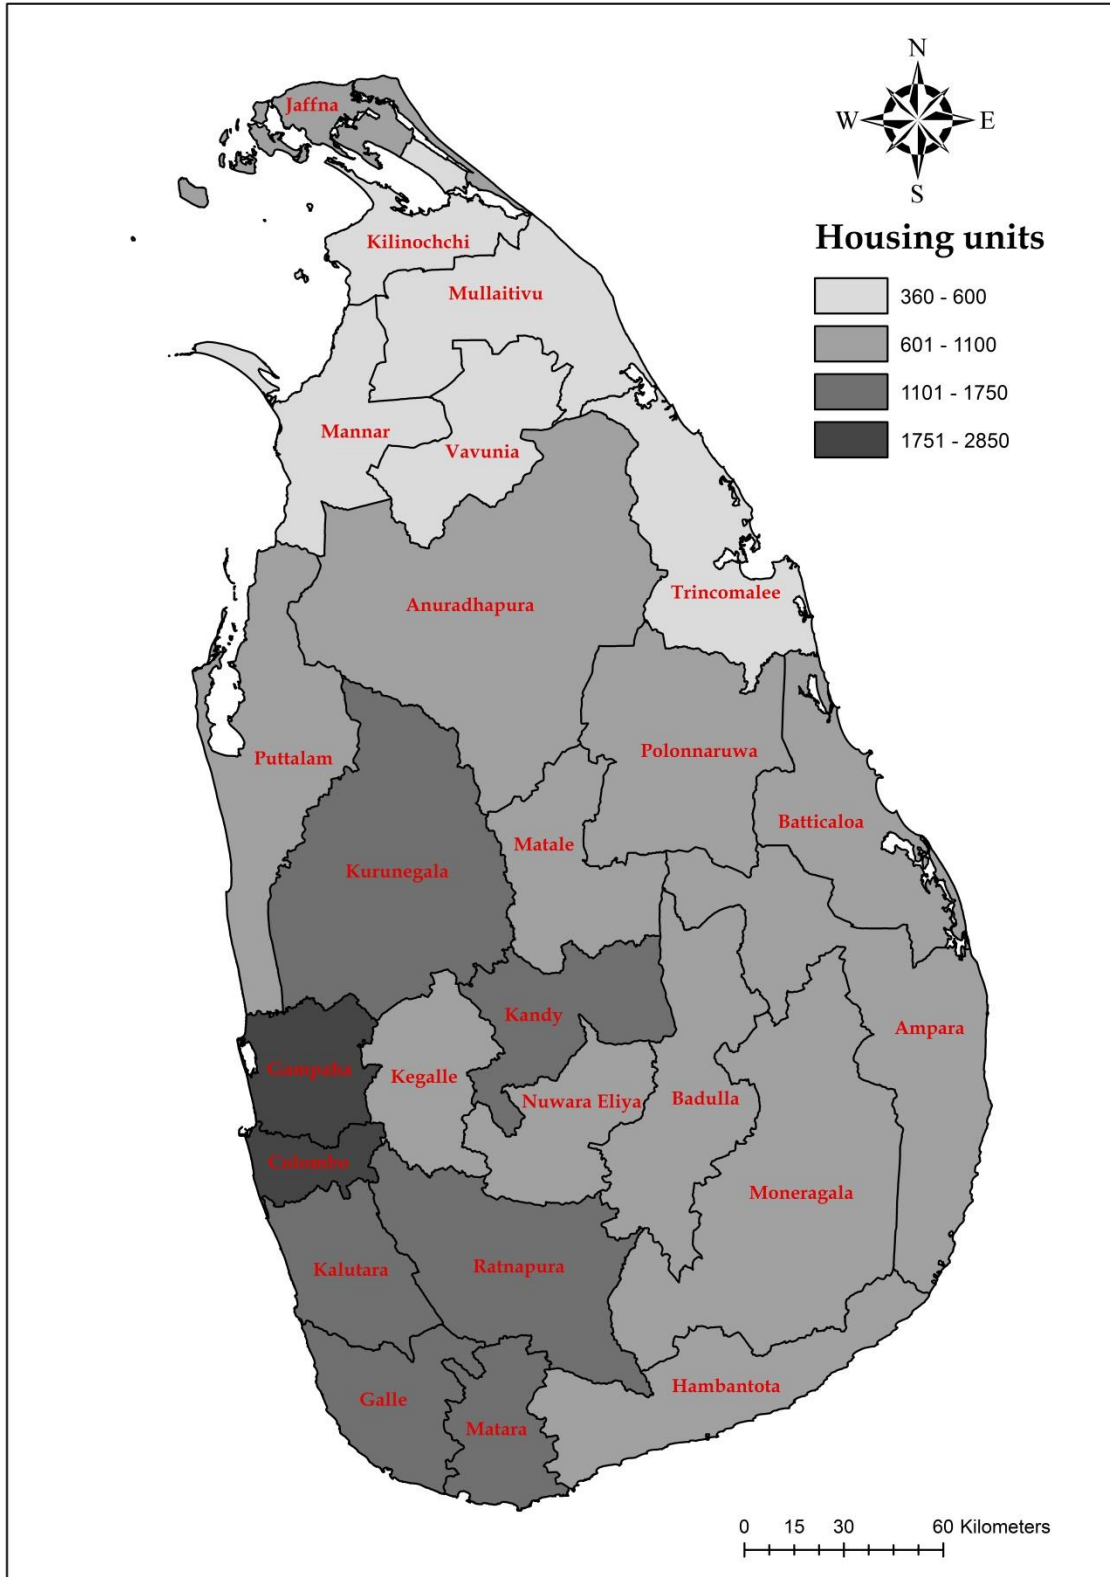 N
W E
S
Housing units
360 - 600
601 - 1100
1101 - 1750
1751 - 2850
Jaffna
Kilinochchi
Mullaitivu
Mannar
Vavunia
Trincomalee
Anuradhapura
Polonnaruwa
Puttalam
Batticaloa
Matale
Kurunegala
Kandy
Ampara
Gampaha
Kegalle
Nuwara Eliya
Badulla
Colombo
Moneragala
Kalutara
Ratnapura
Hambantota
Galle
Matara
0 15 30 60 Kilometers